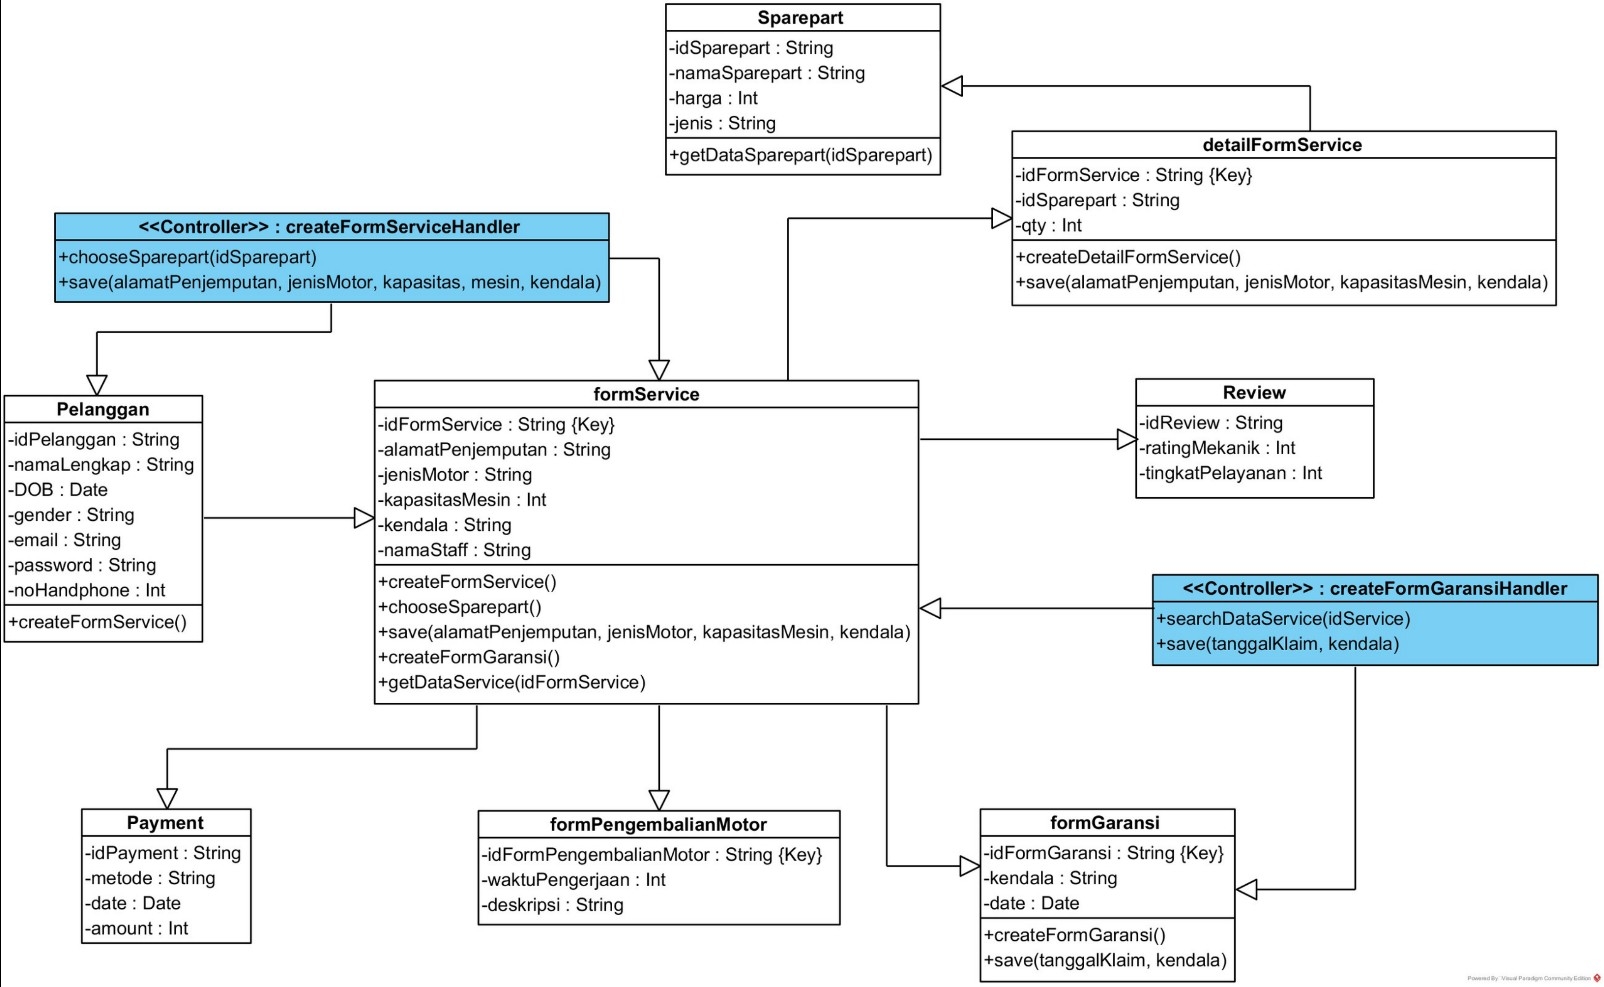 Sparepart
-idSparepart : String
-namaSparepart : String
-harga : Int
-jenis : String
+getDataSparepart(idSparepart)
detailFormService
-idFormService : String {Key}
-idSparepart : String
-qty : Int
+createDetailFormService()
+save(alamatPenjemputan, jenisMotor, kapasitasMesin, kendala)
<<Controller>> : createFormServiceHandler
+chooseSparepart(idSparepart)
+save(alamatPenjemputan, jenisMotor, kapasitas, mesin, kendala)
Pelanggan
-idPelanggan : String
-namaLengkap : String
-DOB : Date
-gender : String
-email : String
-password : String
-noHandphone : Int
+createFormService()
formService
-idFormService : String {Key}
-alamatPenjemputan : String
-jenisMotor : String
-kapasitasMesin : Int
-kendala : String
-namaStaff : String
+createFormService()
+chooseSparepart()
+save(alamatPenjemputan, jenisMotor, kapasitasMesin, kendala)
+createFormGaransi()
+getDataService(idFormService)
Review
-idReview : String
-ratingMekanik : Int
-tingkatPelayanan : Int
<<Controller>> : createFormGaransiHandler
+searchDataService(idService)
+save(tanggalKlaim, kendala)
Payment
-idPayment : String
-metode : String
-date : Date
-amount : Int
formPengembalianMotor
-idFormPengembalianMotor : String {Key}
-waktuPengerjaan : Int
-deskripsi : String
formGaransi
-idFormGaransi : String {Key}
-kendala : String
-date : Date
+createFormGaransi()
+save(tanggalKlaim, kendala)
Powered By Visual Paradigm Community Edition